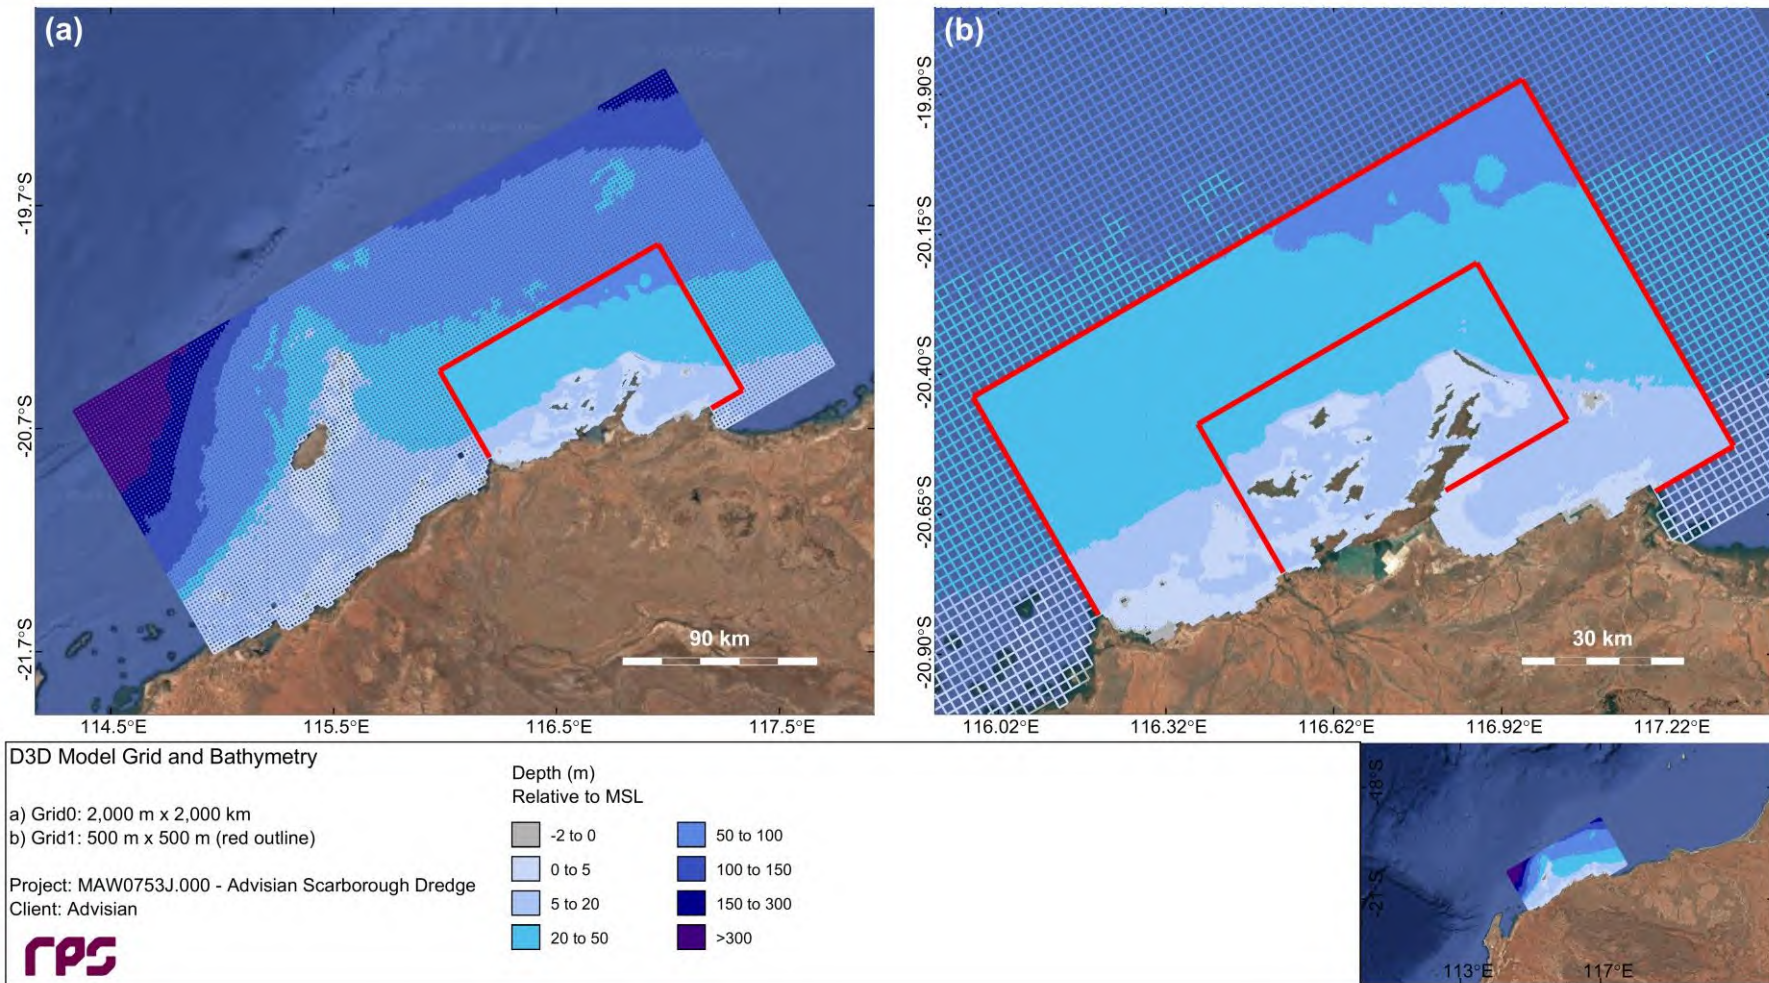 (a)
(b)
-19.7°S
-20.7°S
-21.7°S
90 km
114.5°E
115.5°E
116.5°E
117.5°E
-19.90°S
-20.15°S
-20.40°S
-20.65°S
-20.90°S
30 km
116.02°E
116.32°E
116.62°E
116.92°E
117.22°E
D3D Model Grid and Bathymetry
a) Grid0: 2,000 m x 2,000 km
b) Grid1: 500 m x 500 m (red outline)
Project: MAW0753J.000 - Advisian Scarborough Dredge
Client: Advisian
rps
Depth (m)
Relative to MSL
-2 to 0
0 to 5
5 to 20
20 to 50
50 to 100
100 to 150
150 to 300
>300
-18°S
113°E
117°E